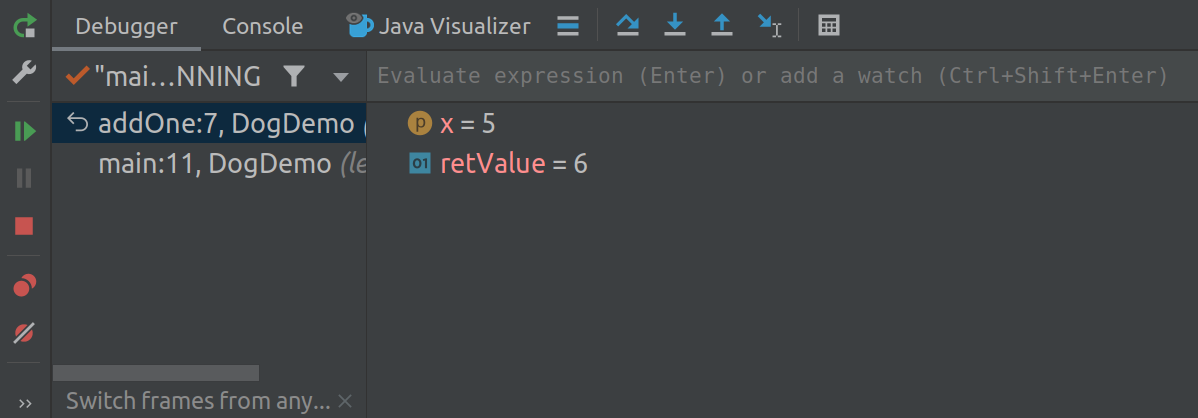 Debugger Console Java Visualizer
"mai...NNING Evaluate expression (Enter) or add a watch (Ctrl+Shift+Enter)
addOne:7, DogDemo ( p x = 5
main:11, DogDemo (le 01 retValue = 6
Switch frames from any...